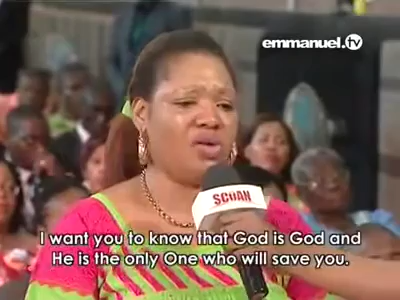 emmanuel.tv
SCOAN
I want you to know that God is God and
He is the only One who will save you.